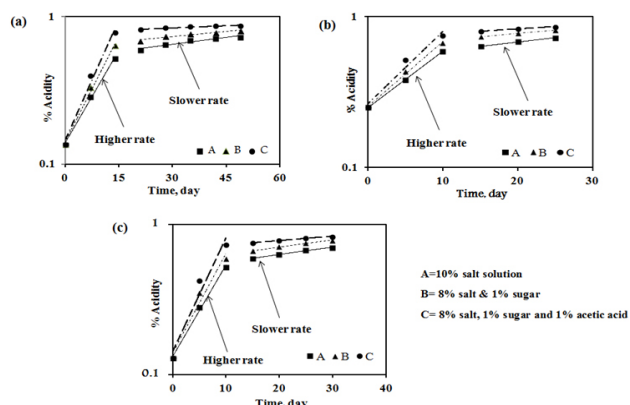 (a)
1
% Acidity
0.1
Slower rate
Higher rate
A B C
0 15 30 45 60
Time, day
(b)
1
% Acidity
0.1
Slower rate
Higher rate
A B C
0 10 20 30
Time, day
(c)
1
% Acidity
0.1
Slower rate
Higher rate
A B C
0 10 20 30 40
Time, day
A=10% salt solution
B= 8% salt & 1% sugar
C= 8% salt, 1% sugar and 1% acetic acid